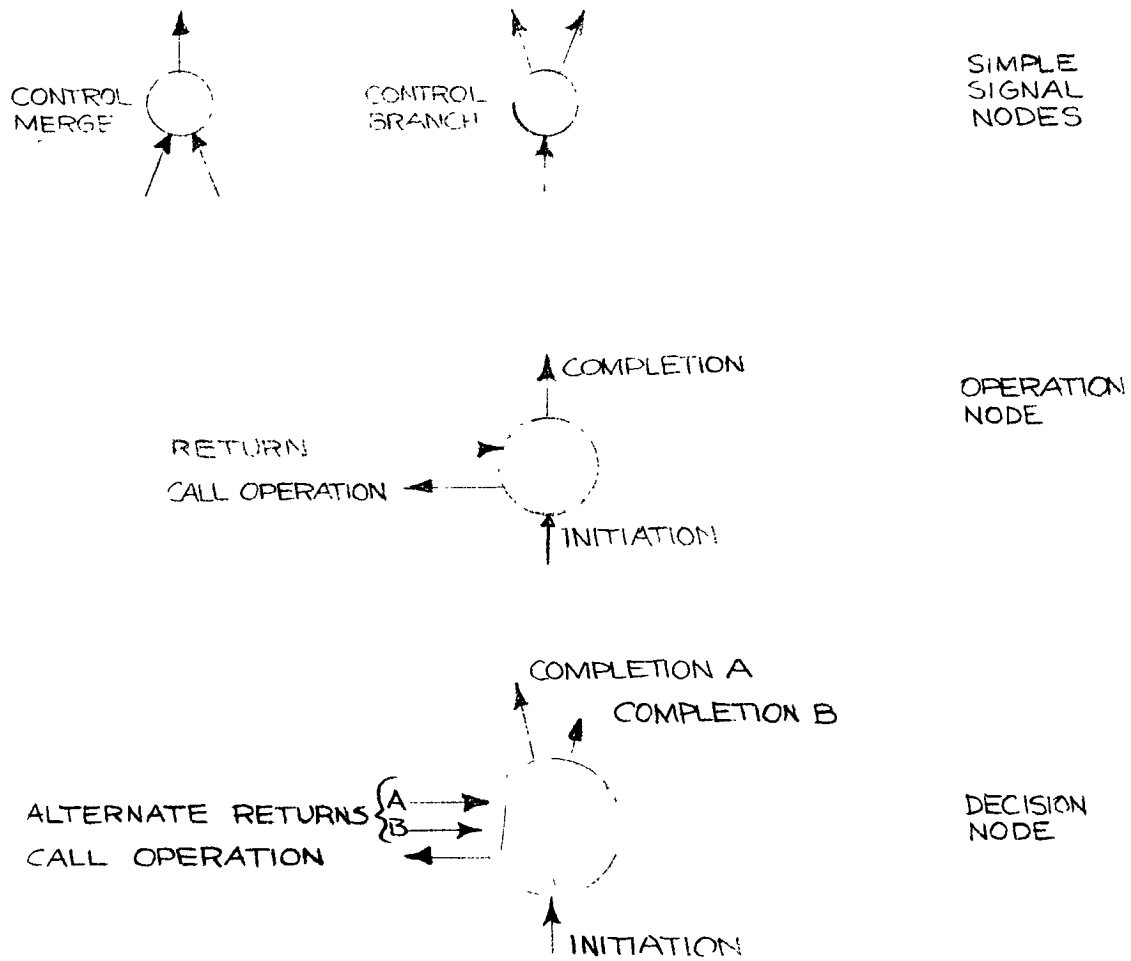 CONTROL
MERGE
CONTROL
BRANCH
SIMPLE
SIGNAL
NODES
COMPLETION
RETURN
CALL OPERATION
INITIATION
OPERATION
NODE
COMPLETION A
COMPLETION B
ALTERNATE RETURNS { A
B
CALL OPERATION
INITIATION
DECISION
NODE